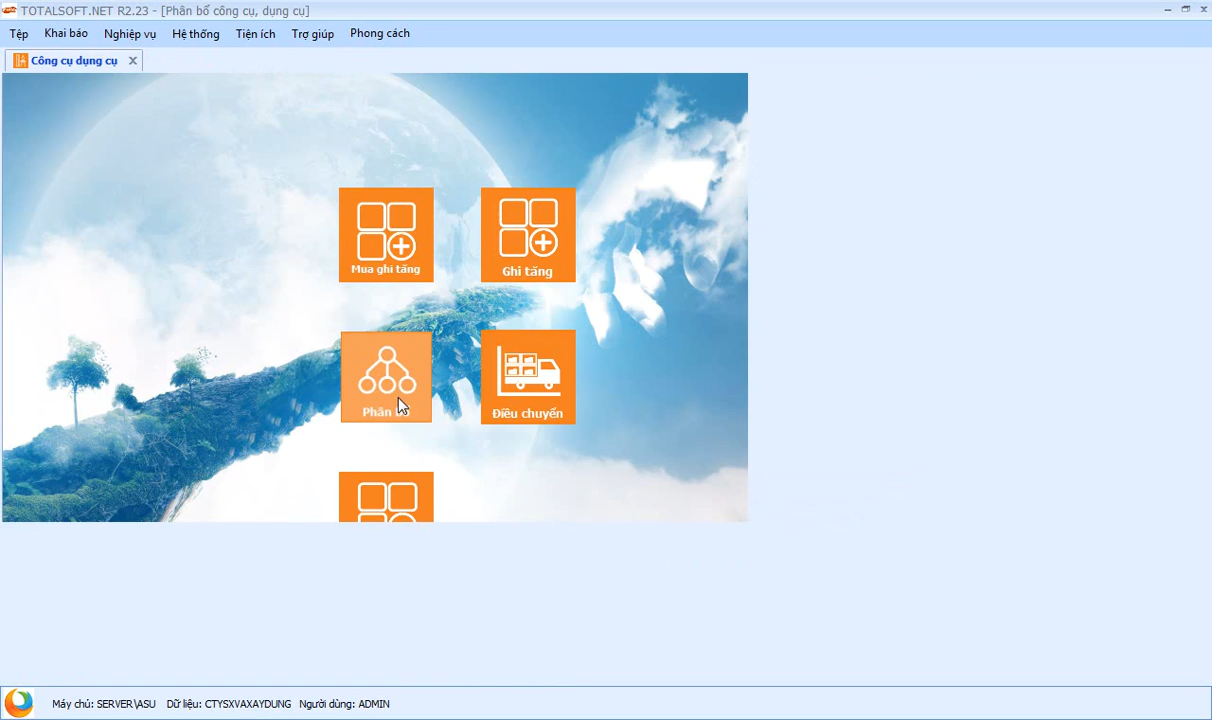 TOTALSOFT.NET R2.23 - [Phân bổ công cụ, dụng cụ]
Tệp Khai báo Nghiệp vụ Hệ thống Tiện ích Trợ giúp Phong cách
Công cụ dụng cụ
Mua ghi tăng Ghi tăng
Phân Điều chuyển
Máy chủ: SERVER\ASU Dữ liệu: CTYSXVAXAYDUNG Người dùng: ADMIN